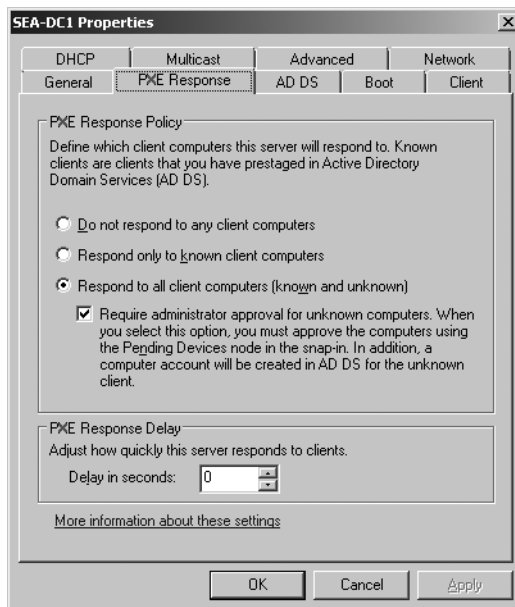 SEA-DC1 Properties
DHCP Multicast Advanced Network
General PXE Response AD DS Boot Client
PXE Response Policy
Define which client computers this server will respond to. Known
clients are clients that you have prestaged in Active Directory
Domain Services (AD DS).
Do not respond to any client computers
Respond only to known client computers
Respond to all client computers (known and unknown)
Require administrator approval for unknown computers. When
you select this option, you must approve the computers using
the Pending Devices node in the snap-in. In addition, a
computer account will be created in AD DS for the unknown
client.
PXE Response Delay
Adjust how quickly this server responds to clients.
Delay in seconds: 0
More information about these settings
OK Cancel Apply